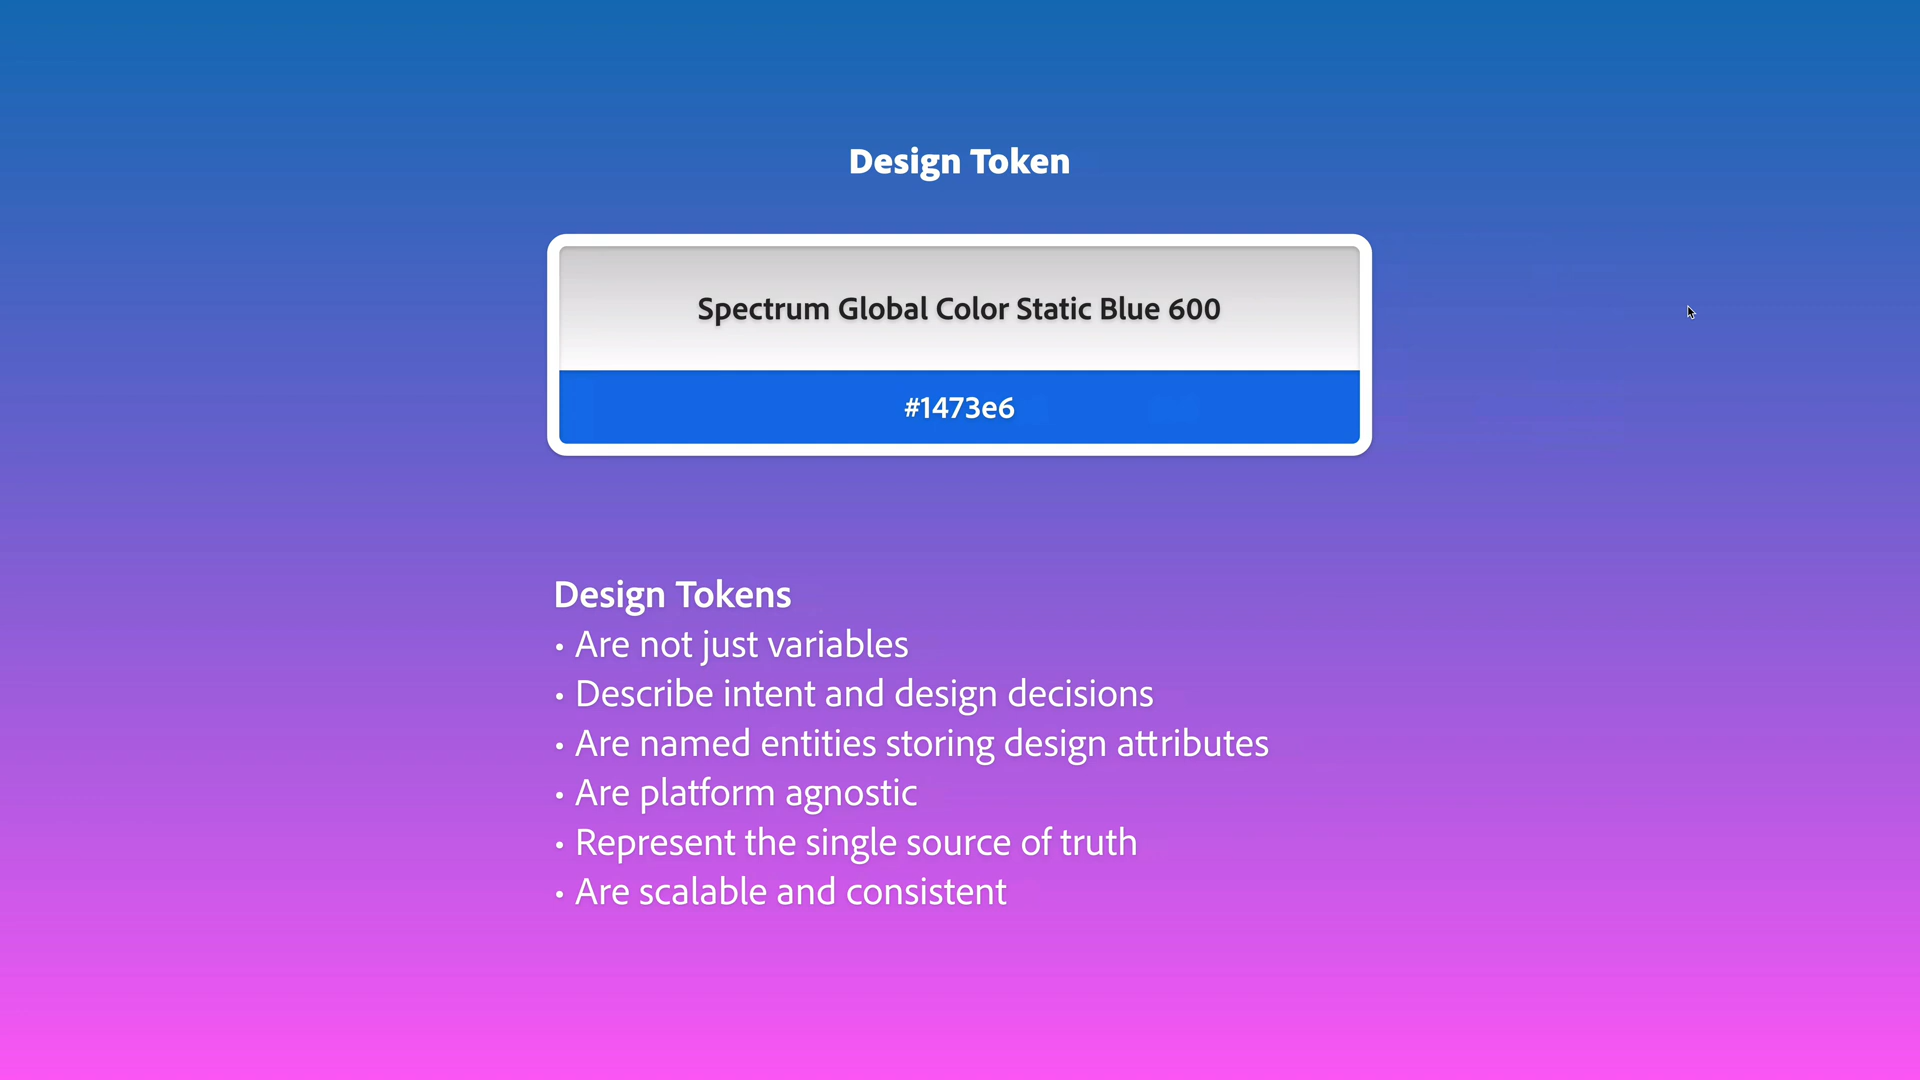 Design Token
Spectrum Global Color Static Blue 600
#1473e6
Design Tokens
• Are not just variables
• Describe intent and design decisions
• Are named entities storing design attributes
• Are platform agnostic
• Represent the single source of truth
• Are scalable and consistent